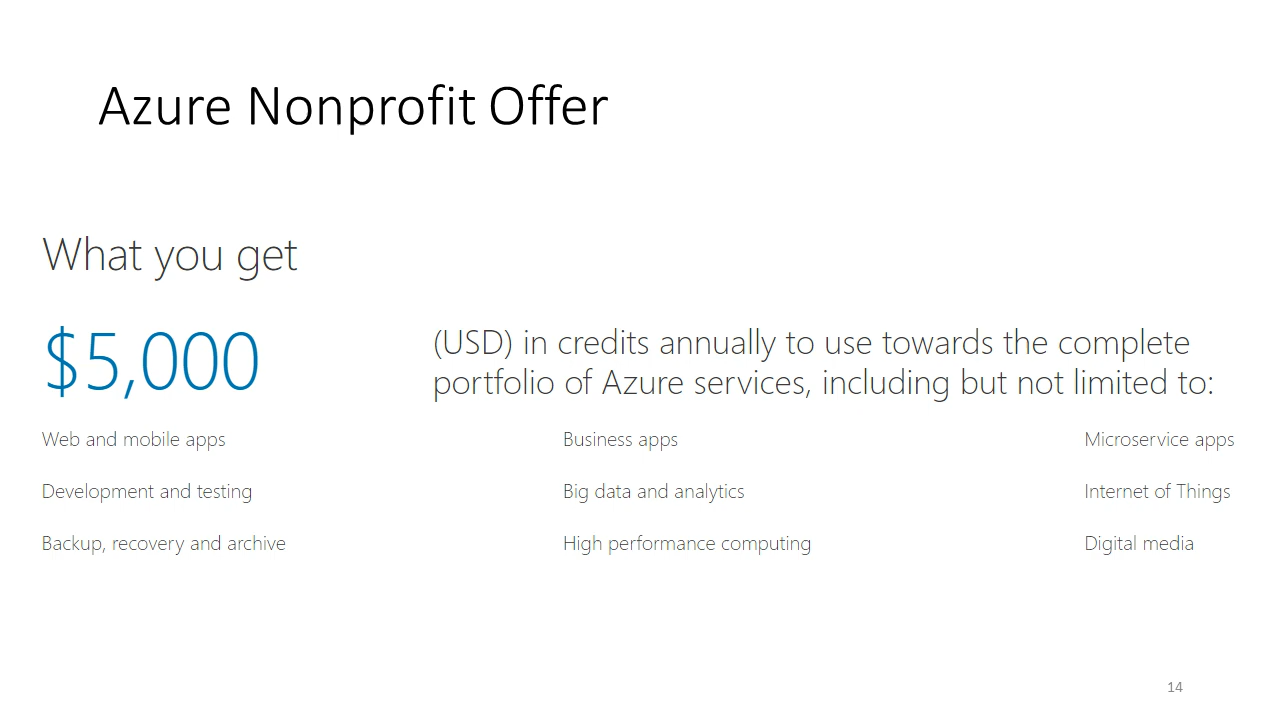 Azure Nonprofit Offer
What you get
$5,000
(USD) in credits annually to use towards the complete
portfolio of Azure services, including but not limited to:
Web and mobile apps
Business apps
Microservice apps
Development and testing
Big data and analytics
Internet of Things
Backup, recovery and archive
High performance computing
Digital media
14